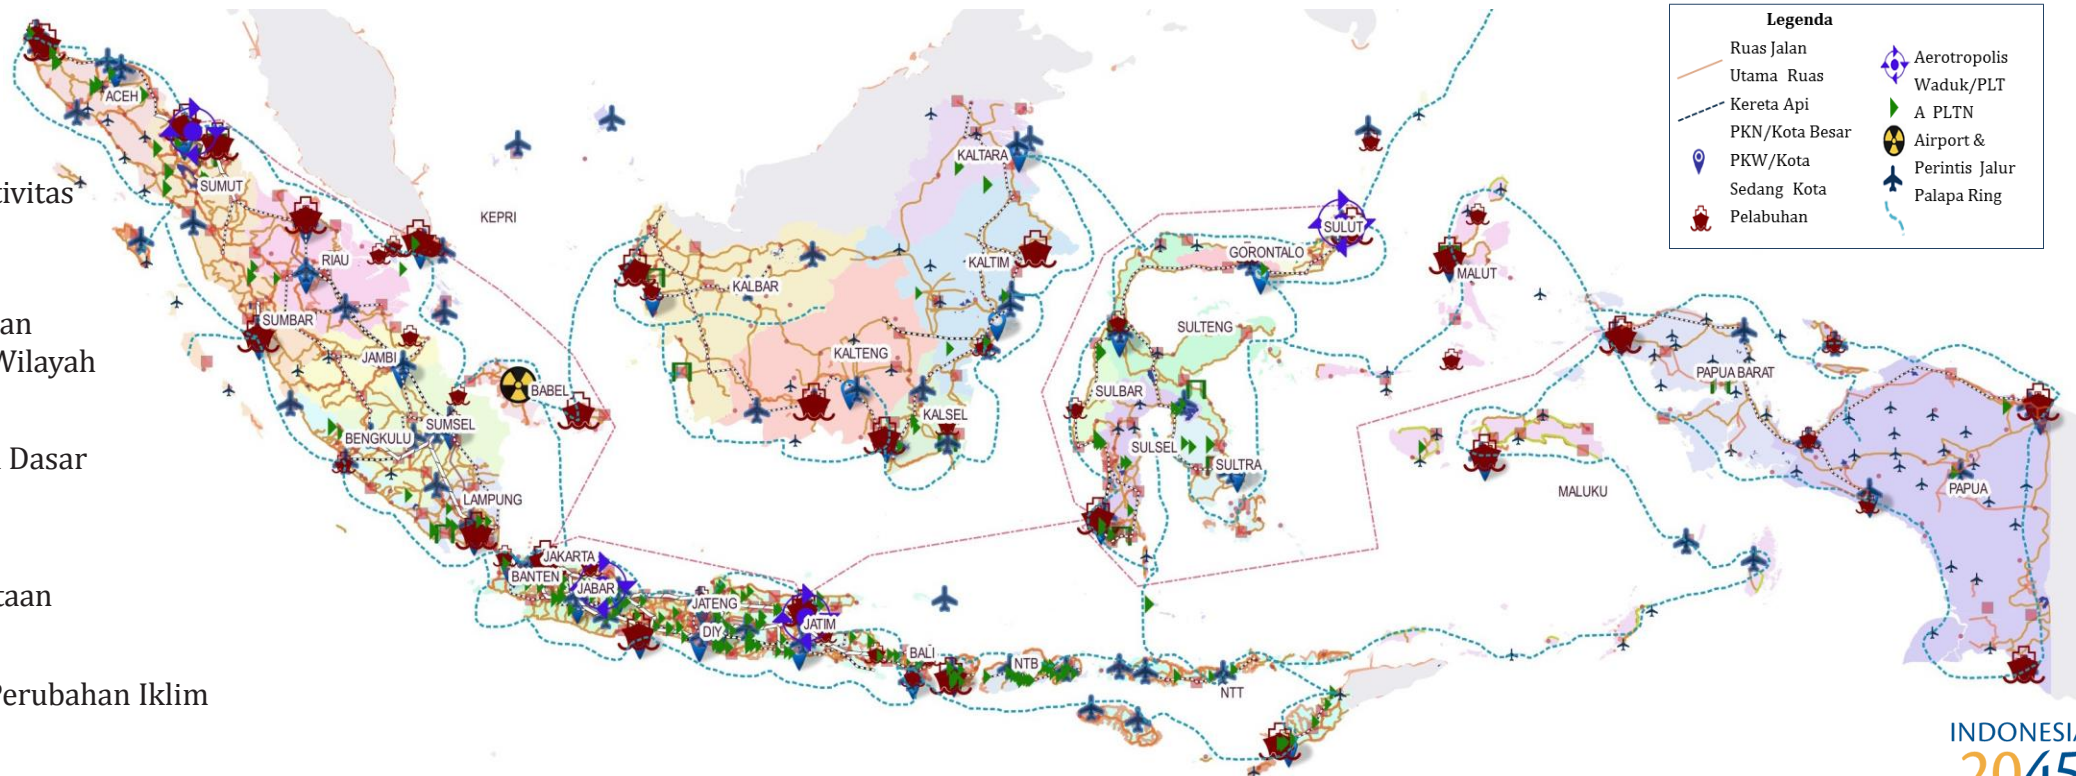 tivitas
an
Wilayah
Dasar
taan
Perubahan Iklim
ACEH
SUMUT
RIAU
KEPRI
SUMBAR
JAMBI
BABEL
SUMSEL
BENGKULU
LAMPUNG
JAKARTA
BANTEN
JABAR
JATENG
DIY
JATIM
BALI
NTB
NTT
KALTARA
KALTIM
KALBAR
KALTENG
KALSEL
SULUT
GORONTALO
SULTENG
SULBAR
SULSEL
SULTRA
MALUT
MALUKU
PAPUA BARAT
PAPUA
Legenda
Ruas Jalan
Utama Ruas
Kereta Api
PKN/Kota Besar
PKW/Kota
Sedang Kota
Pelabuhan
Aerotropolis
Waduk/PLT
A PLTN
Airport &
Perintis Jalur
Palapa Ring
INDONESIA
2045